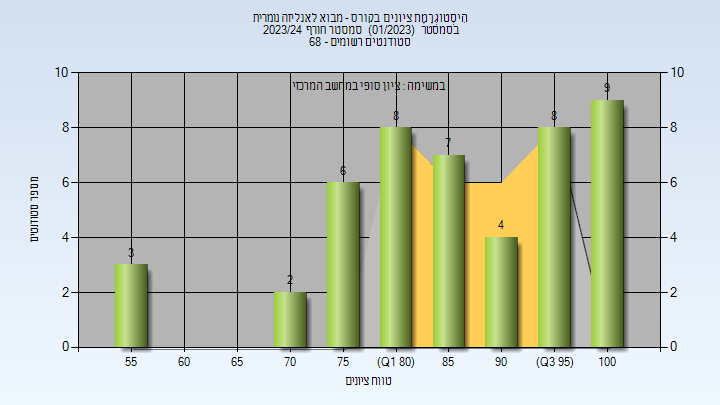 היסטוגרמת ציונים בקורס - מבוא לאנליזה נומרית
בסמסטר (01/2023) סמסטר חורף 2023/24
סטודנטים רשומים - 68
במשימה : ציון סופי במחשב המרכזי
10 10
8 8
6 6
4 4
2 2
0 0
3 2 6 8 7 4 8 9
55 60 65 70 75 (Q1 80) 85 90 (Q3 95) 100
מספר סטודנטים
טווח ציונים